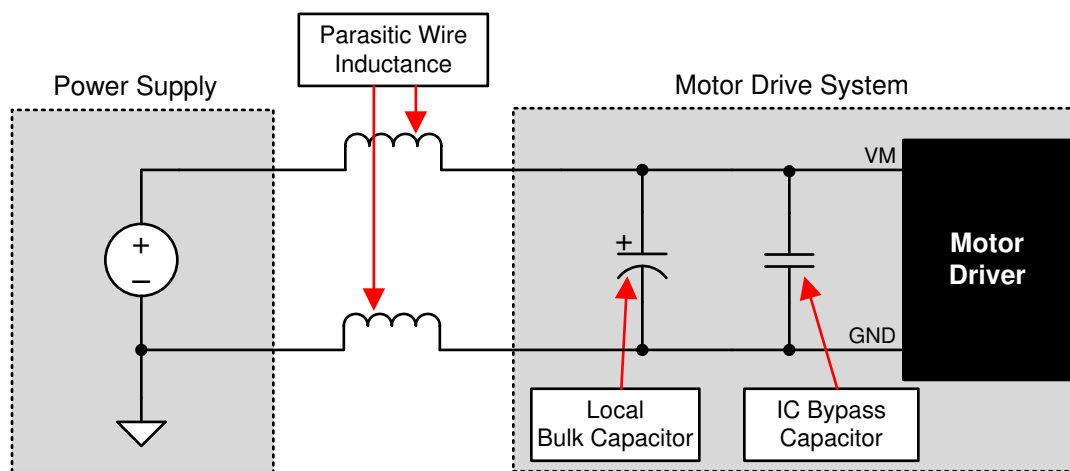 Parasitic Wire
Inductance
Power Supply
Motor Drive System
VM
+
–
+
Motor
Driver
GND
Local
Bulk Capacitor
IC Bypass
Capacitor